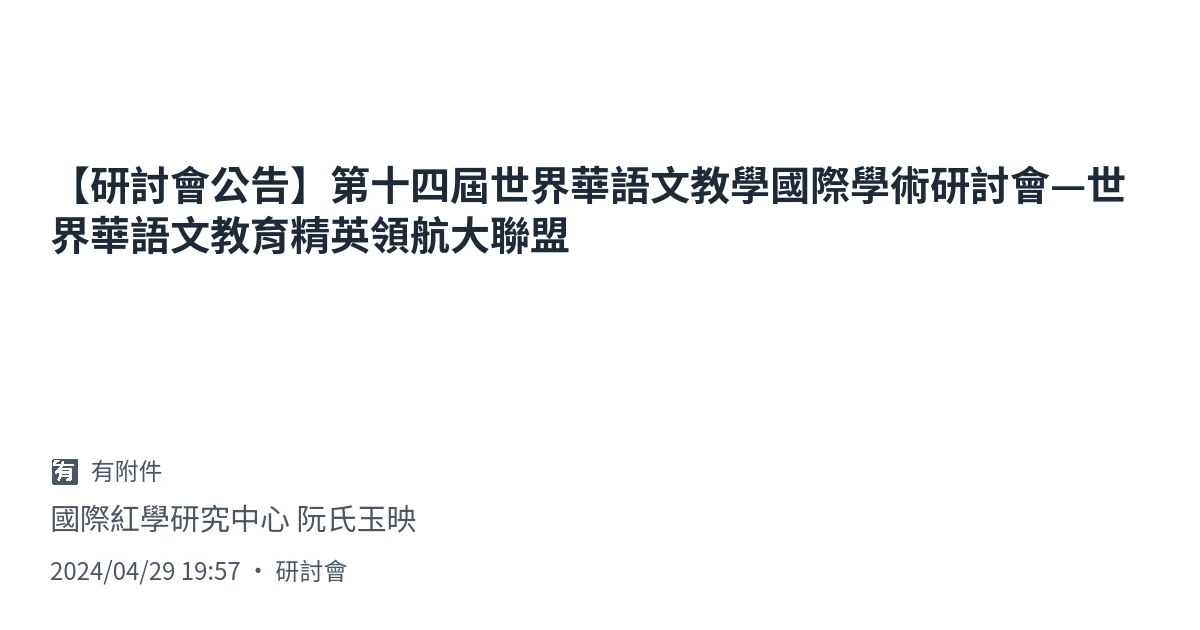 【研討會公告】第十四屆世界華語文教學國際學術研討會—世
界華語文教育精英領航大聯盟
有 有附件
國際紅學研究中心 阮氏玉映
2024/04/29 19:57 • 研討會